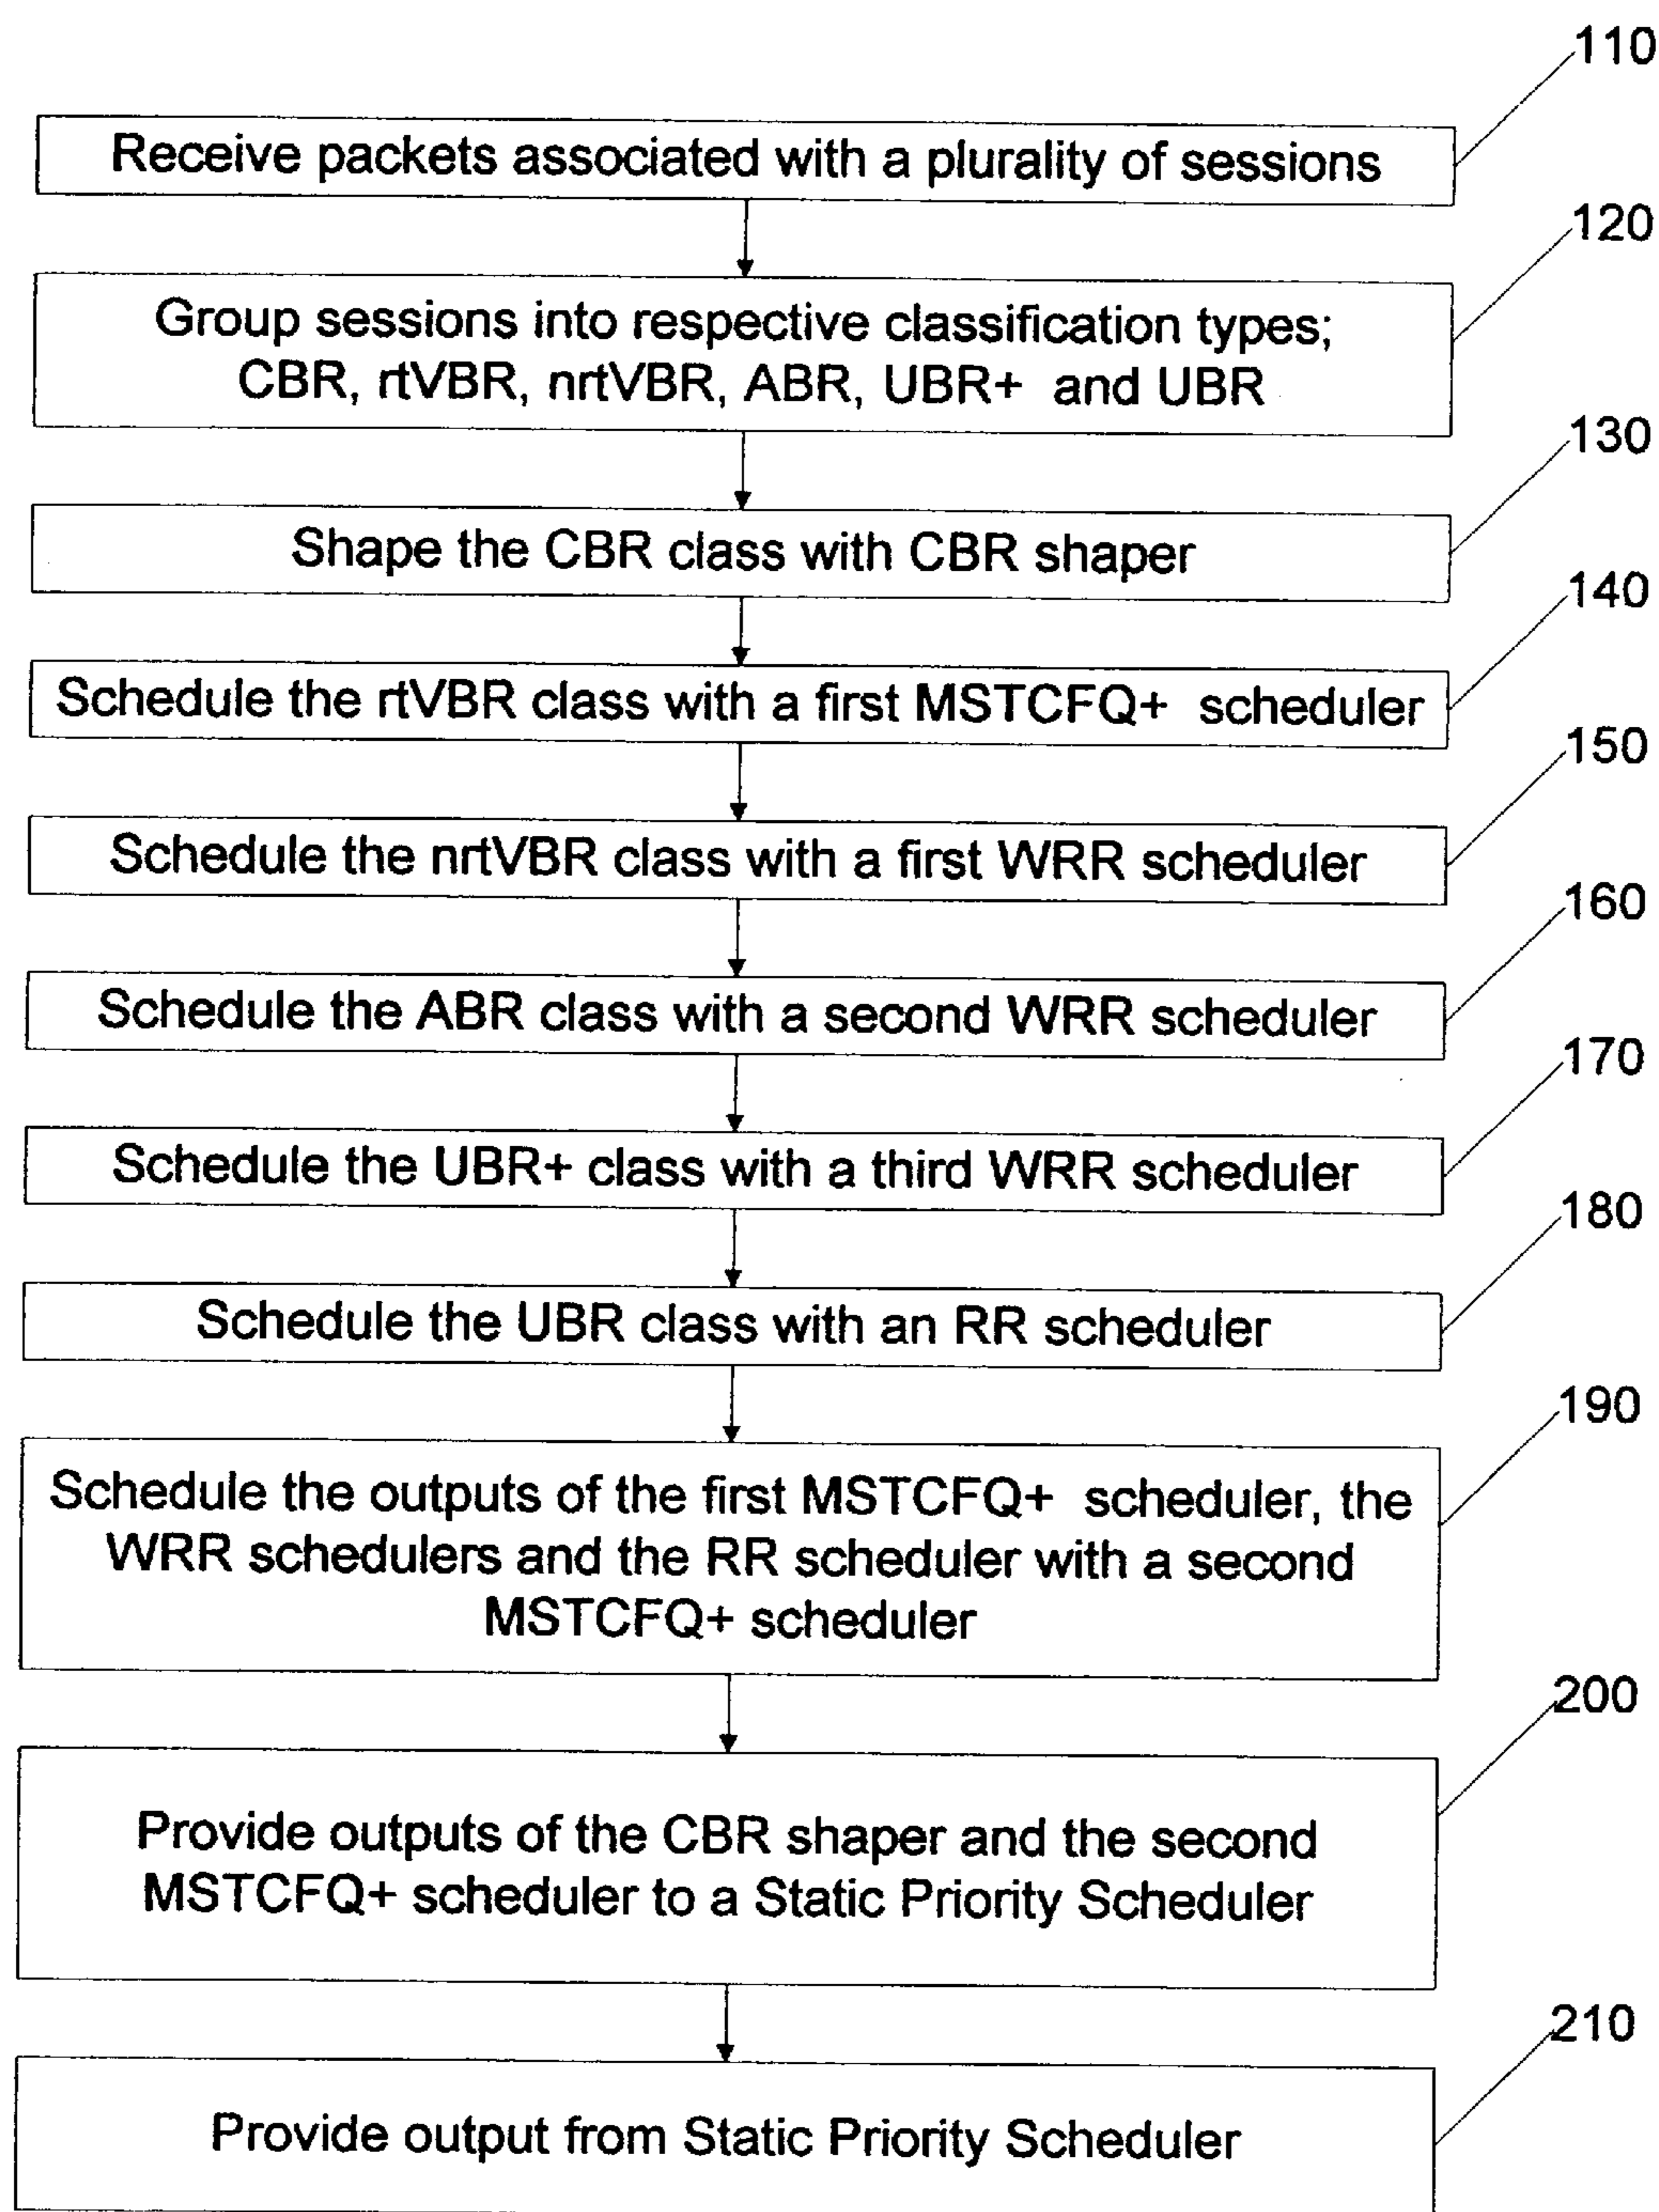 110
Receive packets associated with a plurality of sessions
120
Group sessions into respective classification types;
CBR, rtVBR, nrtVBR, ABR, UBR+ and UBR
130
Shape the CBR class with CBR shaper
140
Schedule the rtVBR class with a first MSTCFQ+ scheduler
150
Schedule the nrtVBR class with a first WRR scheduler
160
Schedule the ABR class with a second WRR scheduler
170
Schedule the UBR+ class with a third WRR scheduler
180
Schedule the UBR class with an RR scheduler
190
Schedule the outputs of the first MSTCFQ+ scheduler, the
WRR schedulers and the RR scheduler with a second
MSTCFQ+ scheduler
200
Provide outputs of the CBR shaper and the second
MSTCFQ+ scheduler to a Static Priority Scheduler
210
Provide output from Static Priority Scheduler